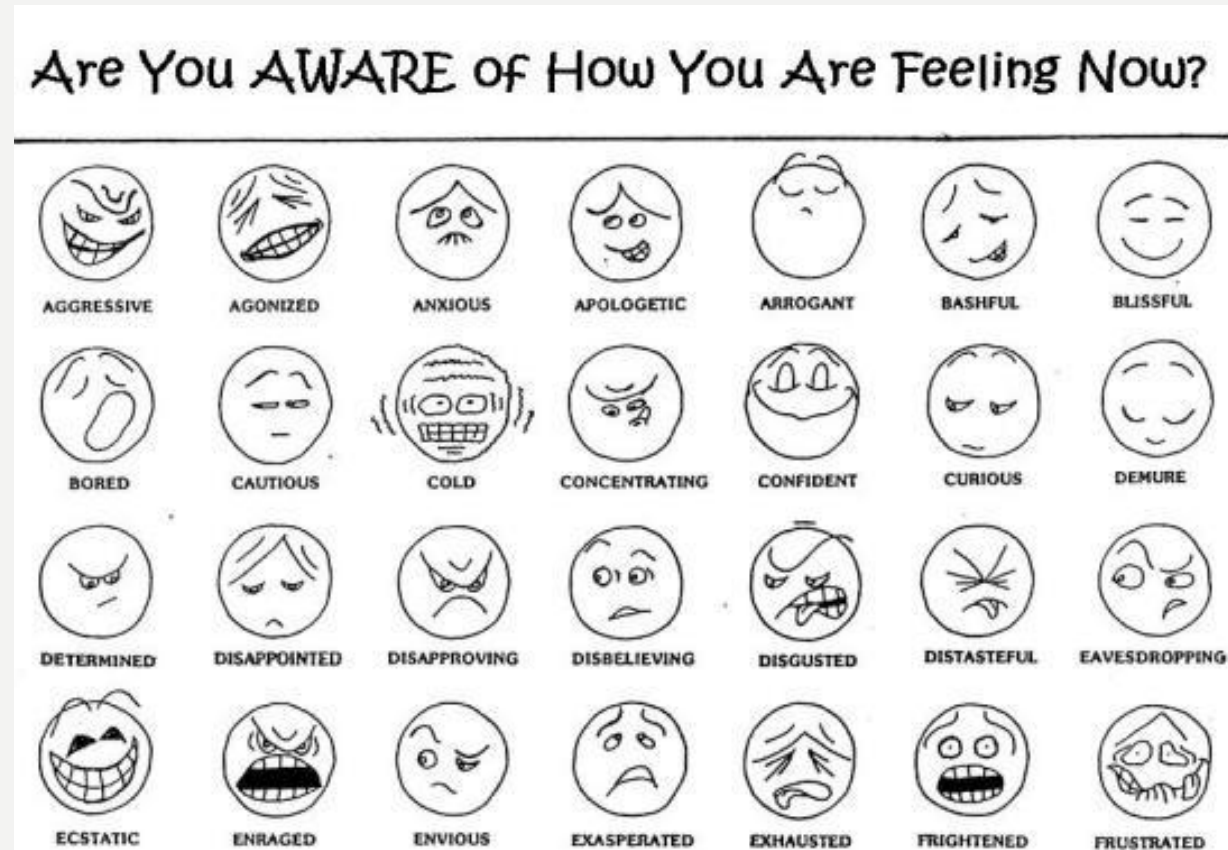 Are You AWARE of How You Are Feeling Now?
AGGRESSIVE AGONIZED ANXIOUS APOLOGETIC ARROGANT BASHFUL BLISSFUL
BORED CAUTIOUS COLD CONCENTRATING CONFIDENT CURIOUS DEMURE
DETERMINED DISAPPOINTED DISAPPROVING DISBELIEVING DISGUSTED DISTASTEFUL EAVESDROPPING
ECSTATIC ENRAGED ENVIOUS EXASPERATED EXHAUSTED FRIGHTENED FRUSTRATED